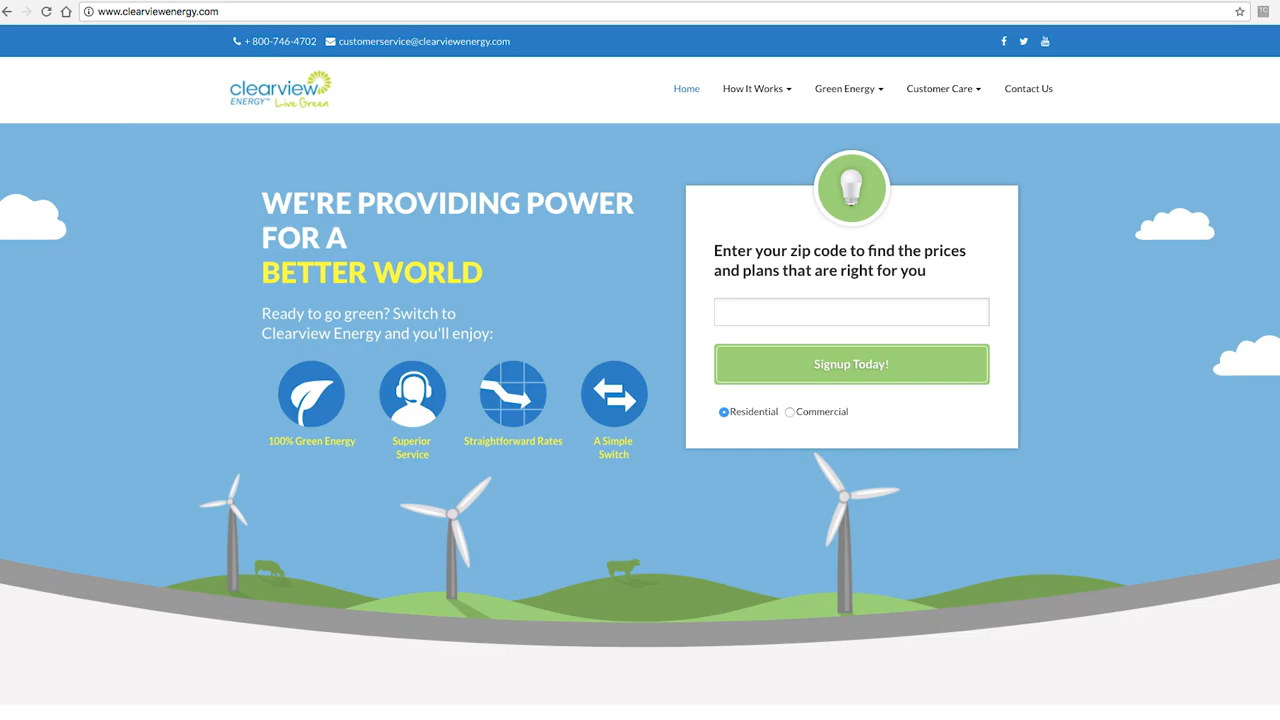 www.clearviewenergy.com
+ 800-746-4702 customerservice@clearviewenergy.com
clearview
ENERGY™ Live Green
Home How It Works Green Energy Customer Care Contact Us
WE'RE PROVIDING POWER
FOR A
BETTER WORLD
Ready to go green? Switch to
Clearview Energy and you'll enjoy:
100% Green Energy
Superior
Service
Straightforward Rates
A Simple
Switch
Enter your zip code to find the prices
and plans that are right for you
Signup Today!
Residential Commercial